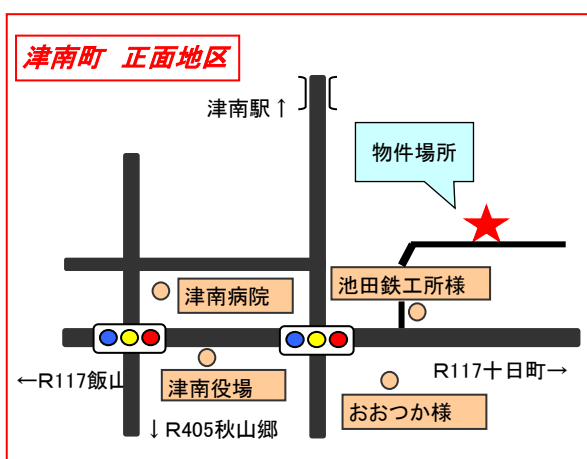 津南町 正面地区
津南駅↑
物件場所
池田鉄工所様
津南病院
←R117飯山
津南役場
R117十日町→
おおつか様
↓R405秋山郷